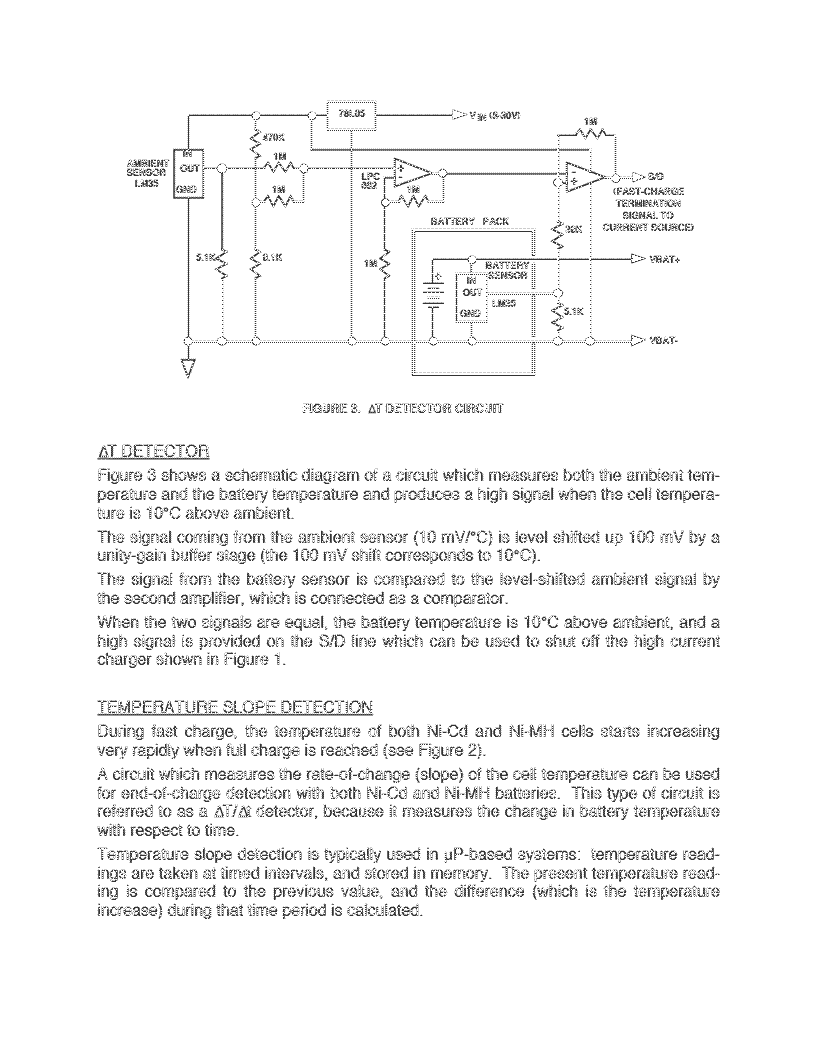 78L05
VIN (8-30V)
1M
470K
AMBIENT
SENSOR
LM35
IN
OUT
GND
1M
1M
LPC
1M
S/D
(FAST-CHARGE
TERMINATION
SIGNAL TO
CURRENT SOURCE)
BATTERY PACK
5.1K
1M
VBAT+
BATTERY
SENSOR
LM35
IN
OUT
GND
5.1K
VBAT-
FIGURE 3. ΔT DETECTOR CIRCUIT
ΔT DETECTOR
Figure 3 shows a schematic diagram of a circuit which measures both the ambient tem-
perature and the battery temperature and produces a high signal when the cell tempera-
ture is 10°C above ambient.
The signal coming from the ambient sensor (10 mV/°C) is level shifted up 100 mV by a
unity-gain buffer stage (the 100 mV shift corresponds to 10°C).
The signal from the battery sensor is compared to the level-shifted ambient signal by
the second amplifier, which is connected as a comparator.
When the two signals are equal, the battery temperature is 10°C above ambient, and a
high signal is provided on the S/D line which can be used to shut off the high current
charger shown in Figure 1.
TEMPERATURE SLOPE DETECTION
During fast charge, the temperature of both Ni-Cd and Ni-MH cells starts increasing
very rapidly when full charge is reached (see Figure 2).
A circuit which measures the rate-of-change (slope) of the cell temperature can be used
for end-of-charge detection with both Ni-Cd and Ni-MH batteries. This type of circuit is
referred to as a ΔT/Δt detector, because it measures the change in battery temperature
with respect to time.
Temperature slope detection is typically used in µP-based systems: temperature read-
ings are taken at timed intervals, and stored in memory. The present temperature read-
ing is compared to the previous value, and the difference (which is the temperature
increase) during that time period is calculated.